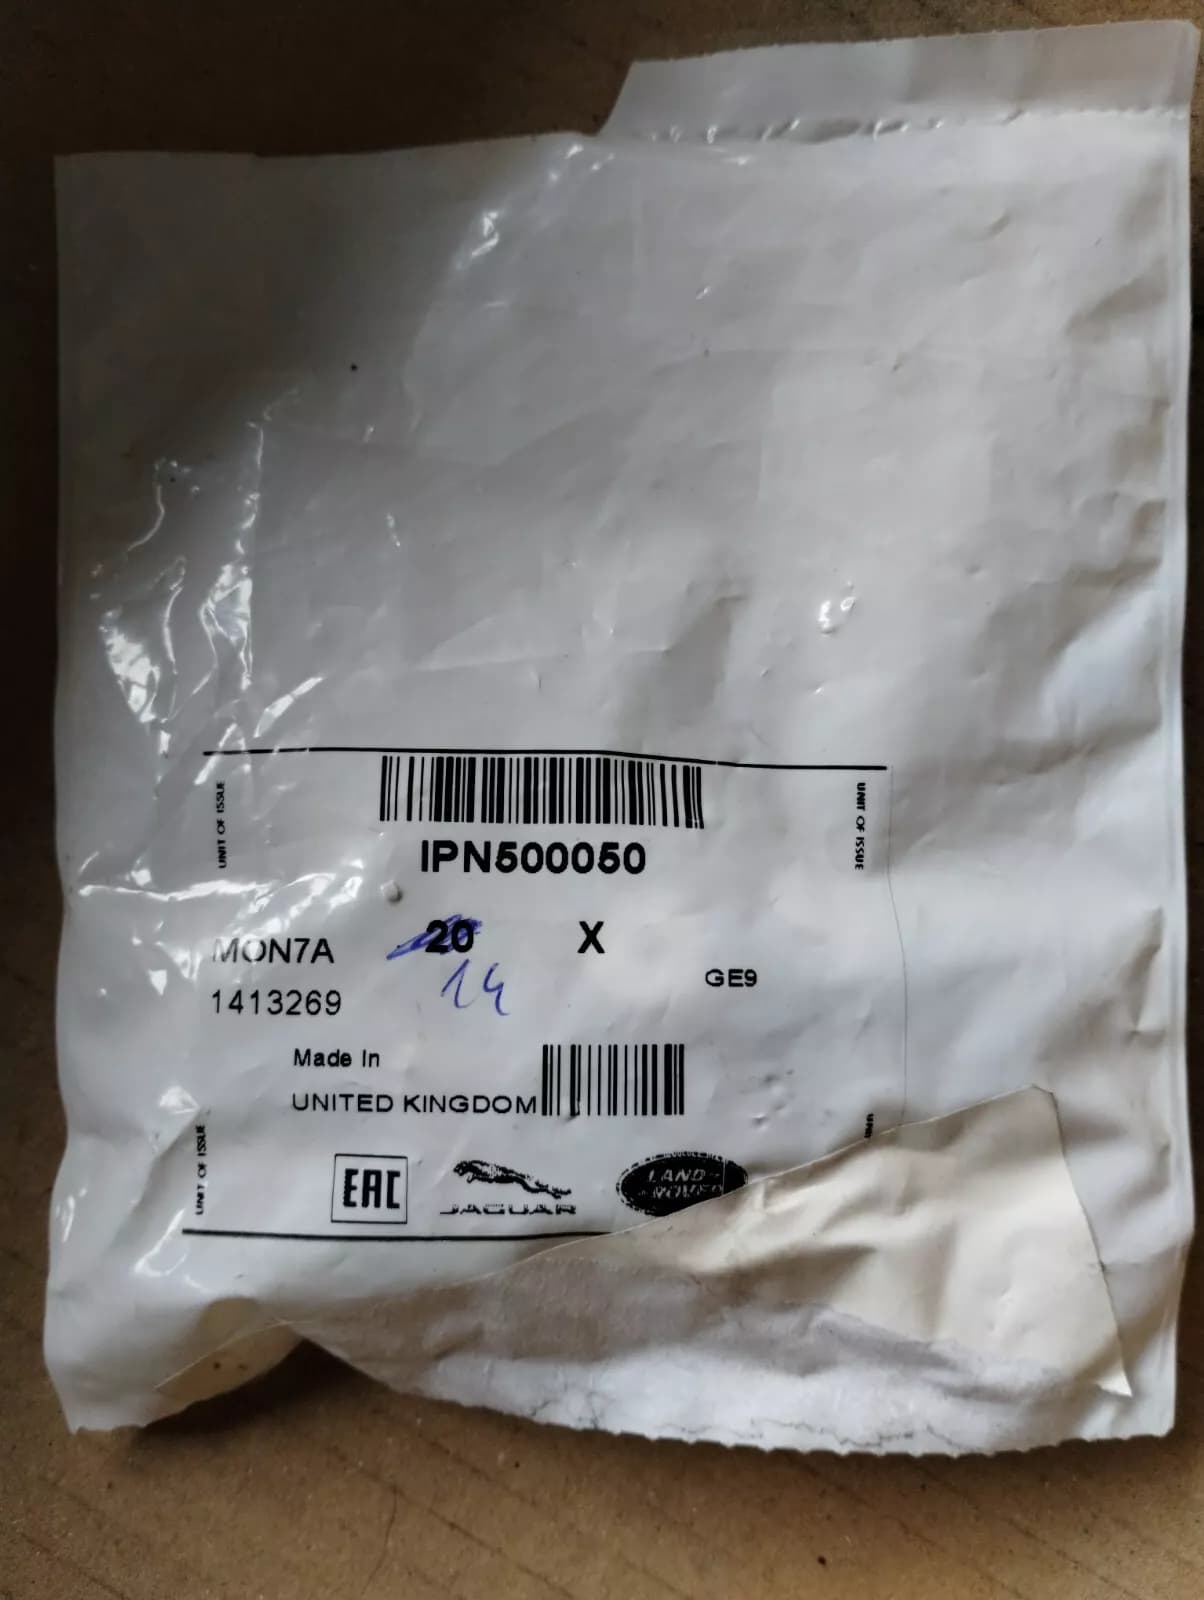 UNIT OF ISSUE
UNIT OF ISSUE
IPN500050
MON7A 20 X
14
GE9
1413269
Made In
UNITED KINGDOM
UNIT OF ISSUE
EAC
JAGUAR
LAND
ROVER